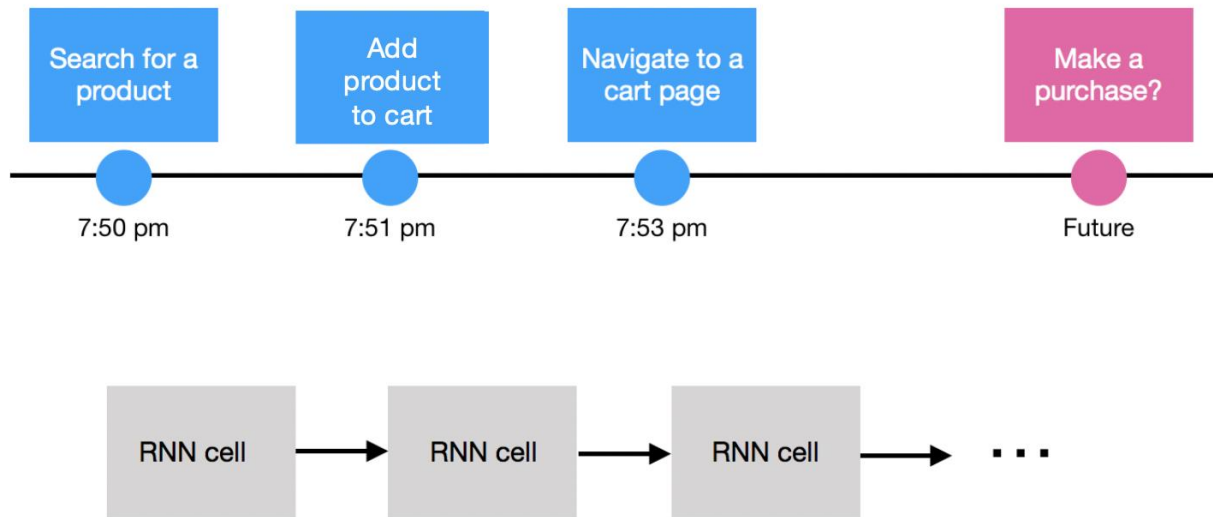 Search for a
product
Add
product
to cart
Navigate to a
cart page
Make a
purchase?
7:50 pm
7:51 pm
7:53 pm
Future
RNN cell
RNN cell
RNN cell
...